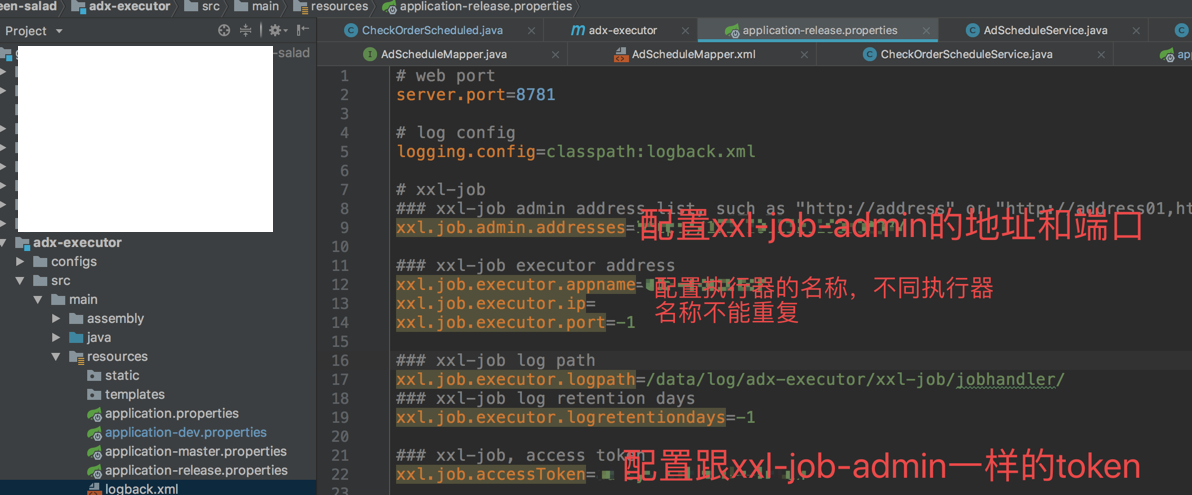 een-salad adx-executor src main resources application-release.properties
Project CheckOrderScheduled.java adx-executor application-release.properties AdScheduleService.java
-salad AdScheduleMapper.java AdScheduleMapper.xml CheckOrderScheduleService.java
1 # web port
2 server.port=8781
3
4 # log config
5 logging.config=classpath:logback.xml
6
7 # xxl-job
8 ### xxl-job admin address list, such as "http://address" or "http://address01,ht
9 xxl.job.admin.addresses=
配置xxl-job-admin的地址和端口
10
11 ### xxl-job executor address
12 xxl.job.executor.appname=
配置执行器的名称，不同执行器
13 xxl.job.executor.ip=
名称不能重复
14 xxl.job.executor.port=-1
15
16 ### xxl-job log path
17 xxl.job.executor.logpath=/data/log/adx-executor/xxl-job/jobhandler/
18 ### xxl-job log retention days
19 xxl.job.executor.logretentiondays=-1
20
21 ### xxl-job, access token
22 xxl.job.accessToken=
配置跟xxl-job-admin一样的token
23
adx-executor
configs
src
main
assembly
java
resources
static
templates
application.properties
application-dev.properties
application-master.properties
application-release.properties
logback.xml